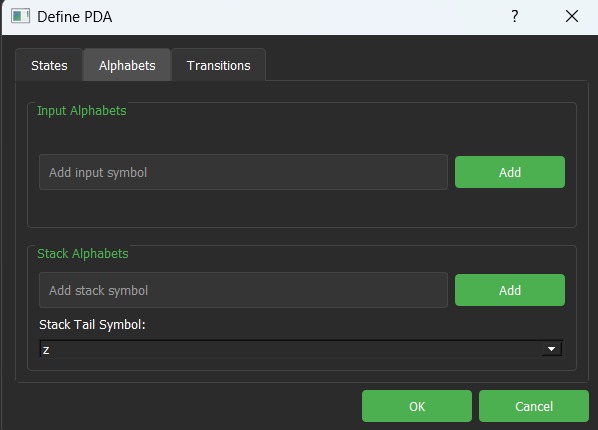 Define PDA ?
States Alphabets Transitions
Input Alphabets
Add input symbol Add
Stack Alphabets
Add stack symbol Add
Stack Tail Symbol:
z
OK Cancel